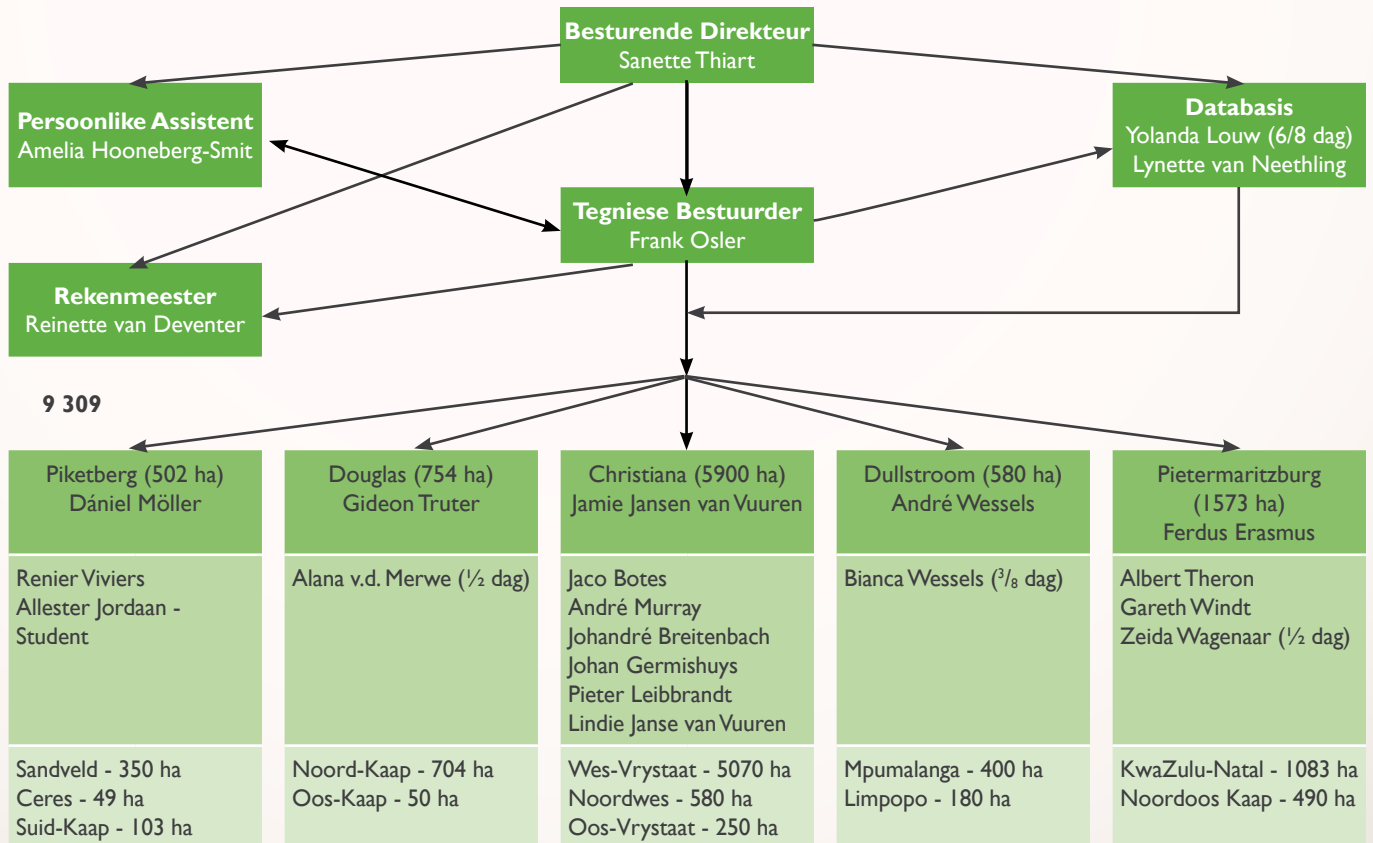 Besturende Direkteur
Sanette Thiart
Persoonlike Assistent
Amelia Hooneberg-Smit
Databasis
Yolanda Louw (6/8 dag)
Lynette van Neethling
Tegniese Bestuurder
Frank Osler
Rekenmeester
Reinette van Deventer
9 309
Piketberg (502 ha)
Dániel Möller
Renier Viviers
Allester Jordaan -
Student
Sandveld - 350 ha
Ceres - 49 ha
Suid-Kaap - 103 ha
Douglas (754 ha)
Gideon Truter
Alana v.d. Merwe (½ dag)
Noord-Kaap - 704 ha
Oos-Kaap - 50 ha
Christiana (5900 ha)
Jamie Jansen van Vuuren
Jaco Botes
André Murray
Johandré Breitenbach
Johan Germishuys
Pieter Leibbrandt
Lindie Janse van Vuuren
Wes-Vrystaat - 5070 ha
Noordwes - 580 ha
Oos-Vrystaat - 250 ha
Dullstroom (580 ha)
André Wessels
Bianca Wessels (³/₈ dag)
Mpumalanga - 400 ha
Limpopo - 180 ha
Pietermaritzburg
(1573 ha)
Ferdus Erasmus
Albert Theron
Gareth Windt
Zeida Wagenaar (½ dag)
KwaZulu-Natal - 1083 ha
Noordoos Kaap - 490 ha